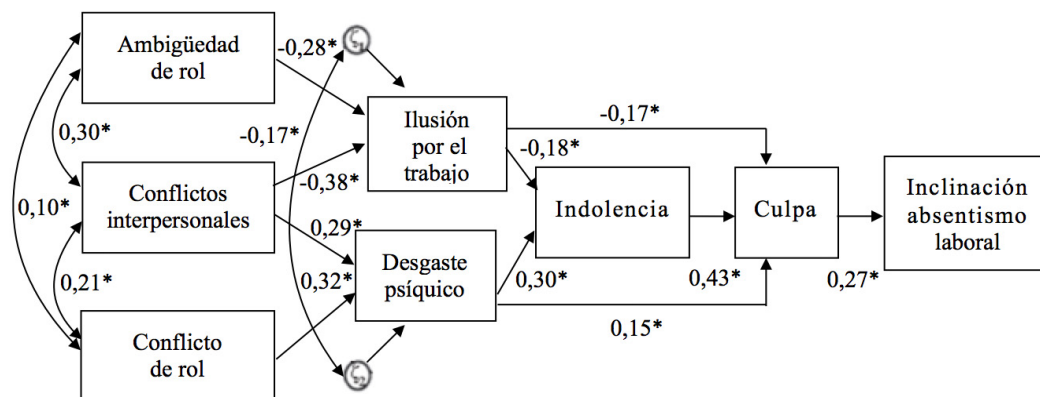 Ambigüedad
de rol
-0,28*
ζ1
Ilusión
por el
trabajo
-0,17*
0,30*
-0,17*
-0,18*
Conflictos
interpersonales
-0,38*
Indolencia
Culpa
Inclinación
absentismo
laboral
0,10*
0,29*
Desgaste
psíquico
0,21*
0,32*
0,30*
0,43*
0,27*
0,15*
Conflicto
de rol
ζ2